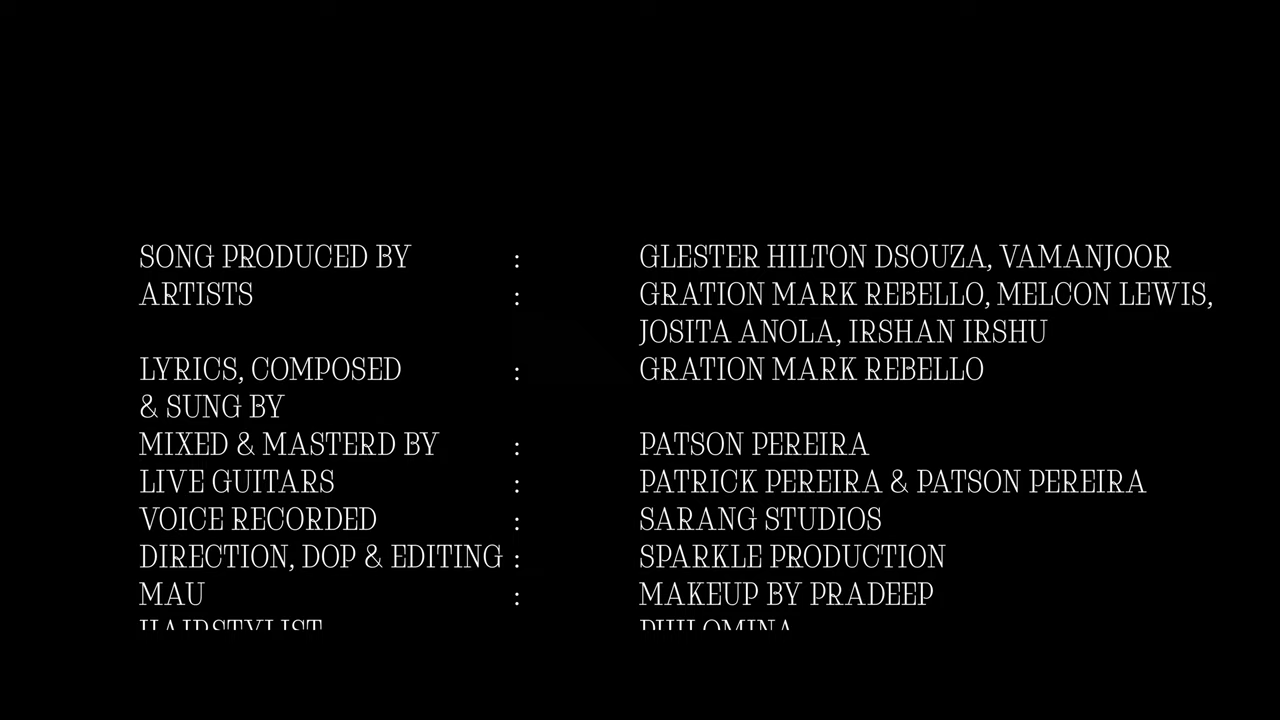 SONG PRODUCED BY : GLESTER HILTON DSOUZA, VAMANJOOR
ARTISTS : GRATION MARK REBELLO, MELCON LEWIS,
JOSITA ANOLA, IRSHAN IRSHU
LYRICS, COMPOSED : GRATION MARK REBELLO
& SUNG BY
MIXED & MASTERD BY : PATSON PEREIRA
LIVE GUITARS : PATRICK PEREIRA & PATSON PEREIRA
VOICE RECORDED : SARANG STUDIOS
DIRECTION, DOP & EDITING : SPARKLE PRODUCTION
MAU : MAKEUP BY PRADEEP
HAIRSTYLIST PHILOMINA